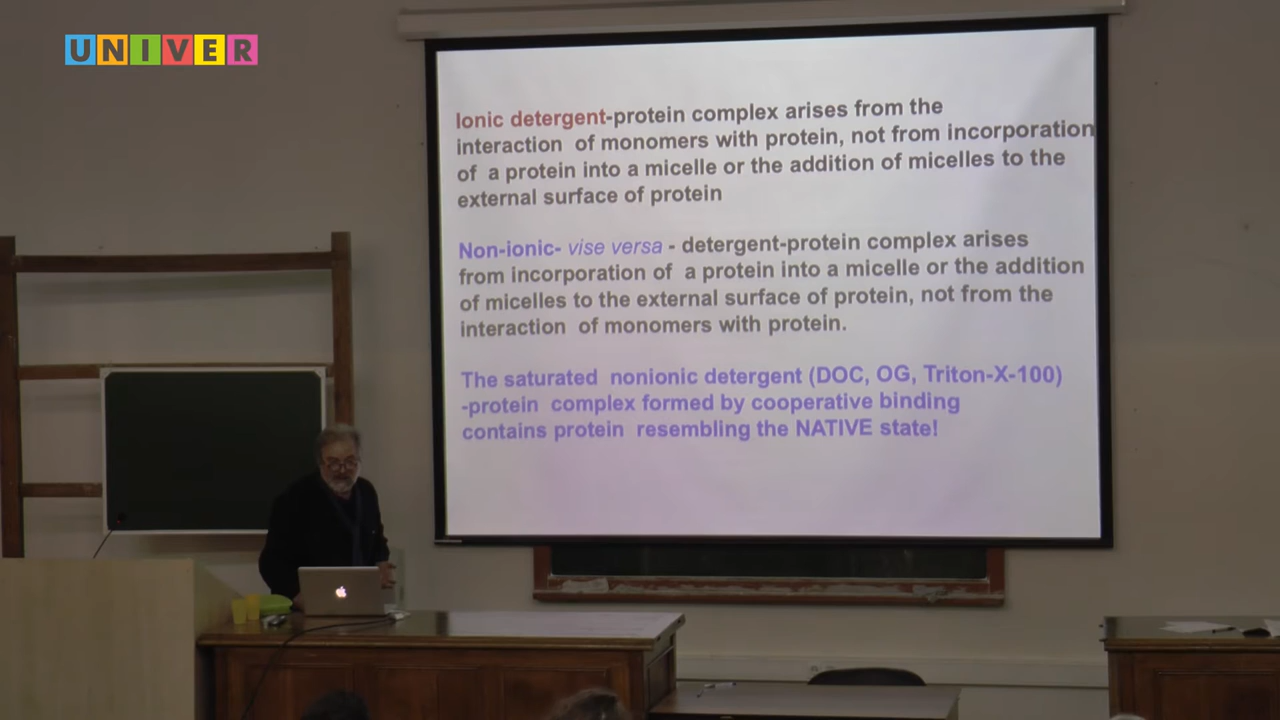 UNIVER
Ionic detergent-protein complex arises from the
interaction of monomers with protein, not from incorporation
of a protein into a micelle or the addition of micelles to the
external surface of protein
Non-ionic- vise versa - detergent-protein complex arises
from incorporation of a protein into a micelle or the addition
of micelles to the external surface of protein, not from the
interaction of monomers with protein.
The saturated nonionic detergent (DOC, OG, Triton-X-100)
-protein complex formed by cooperative binding
contains protein resembling the NATIVE state!